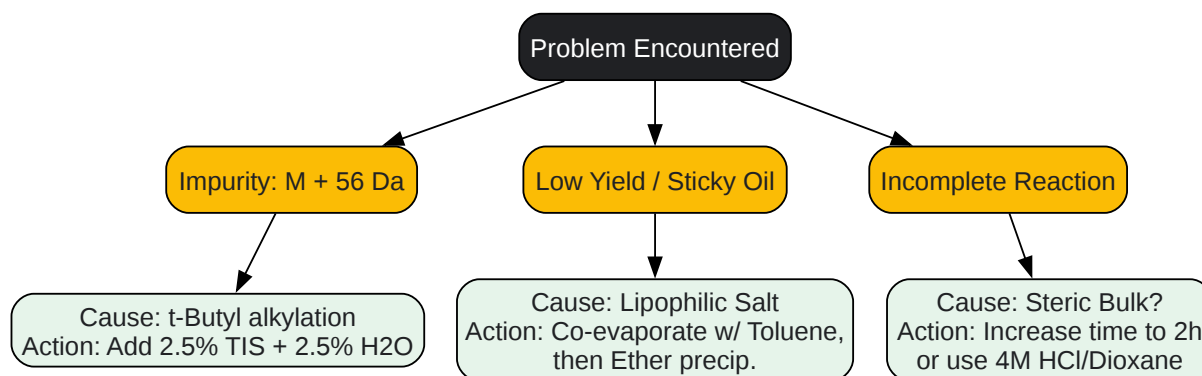 Problem Encountered
Impurity: M + 56 Da
Low Yield / Sticky Oil
Incomplete Reaction
Cause: t-Butyl alkylation
Action: Add 2.5% TIS + 2.5% H2O
Cause: Lipophilic Salt
Action: Co-evaporate w/ Toluene,
then Ether precip.
Cause: Steric Bulk?
Action: Increase time to 2h
or use 4M HCl/Dioxane